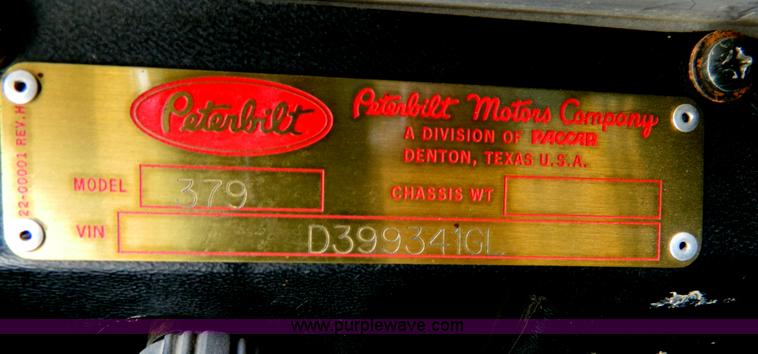 Peterbilt
Peterbilt Motors Company
A DIVISION OF PACCAR
DENTON, TEXAS U.S.A.
MODEL 379
CHASSIS WT
VIN D399341GL
22-00001 REV. H
www.purplewave.com